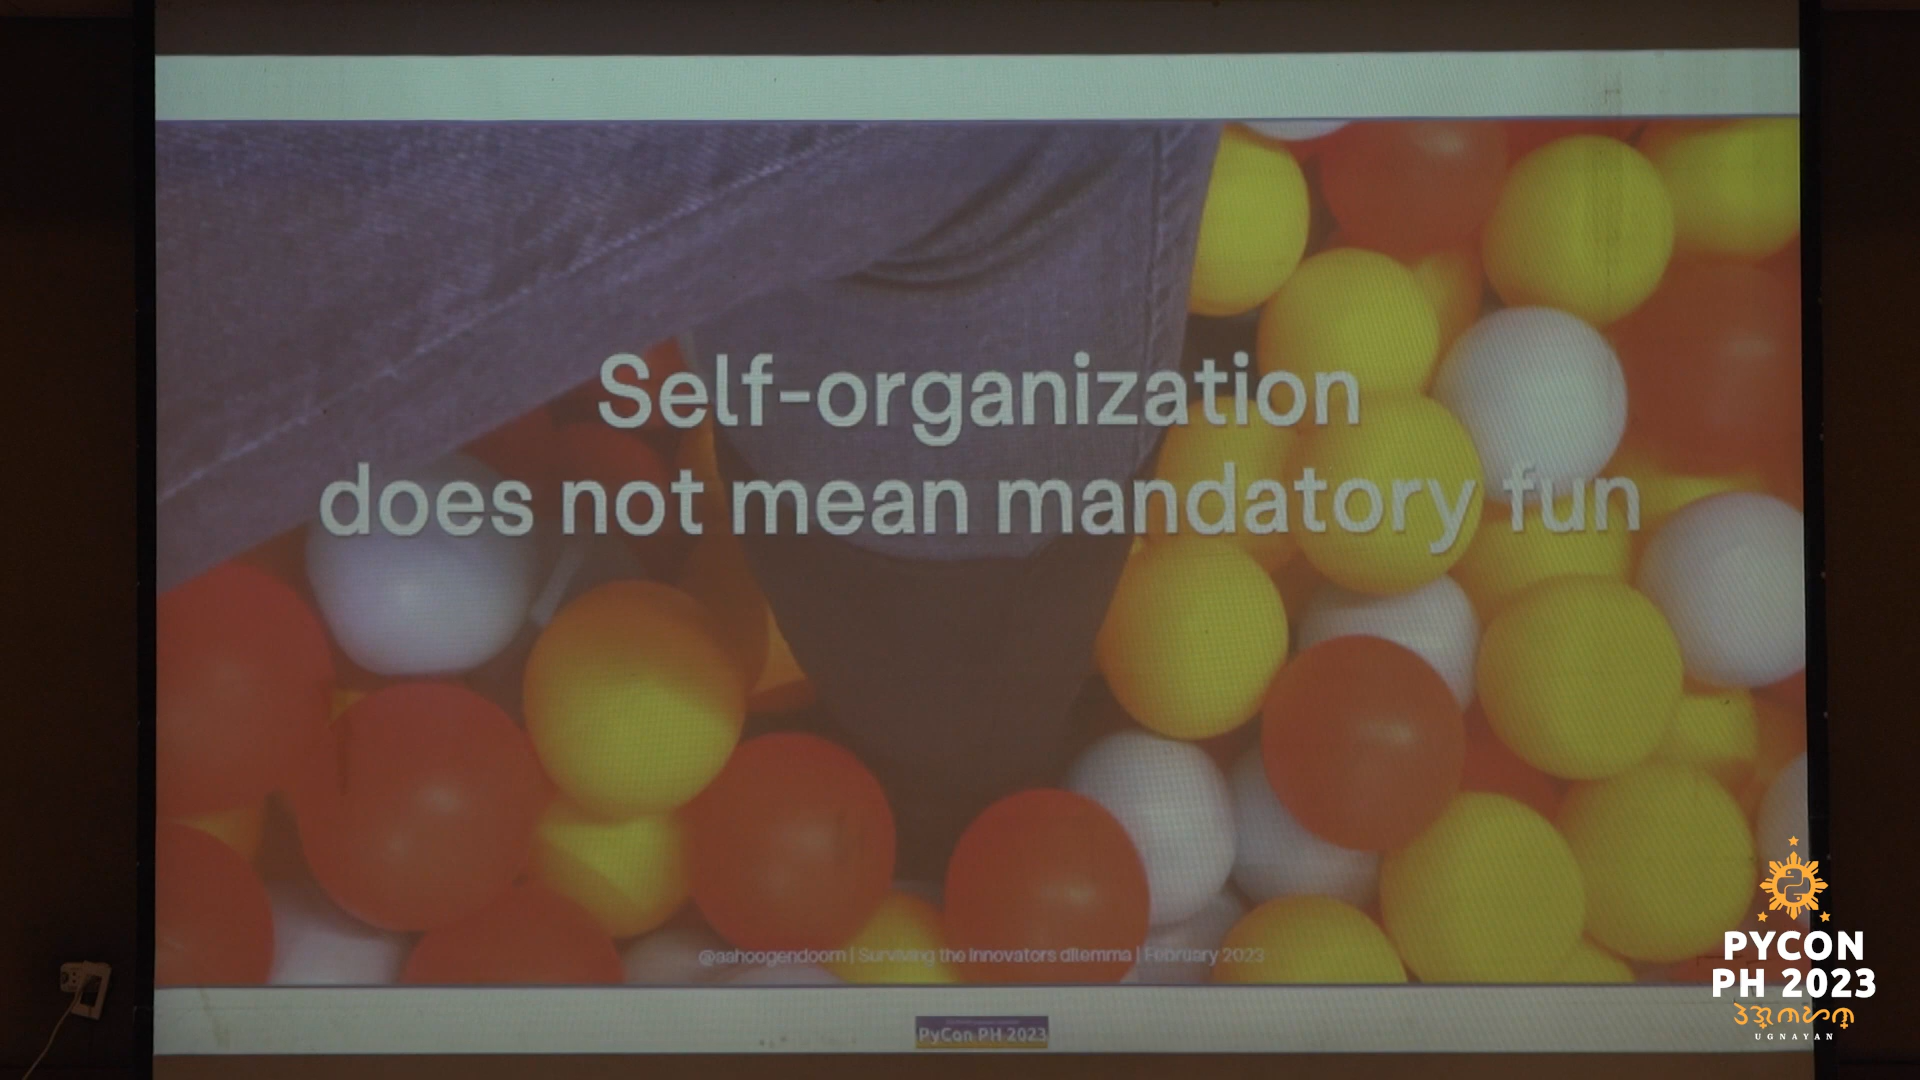 Self-organization
does not mean mandatory fun
@aahoogendoorn | Surviving the innovators dilemma | February 2023
PyCon PH 2023
PYCON
PH 2023
UGNAYAN